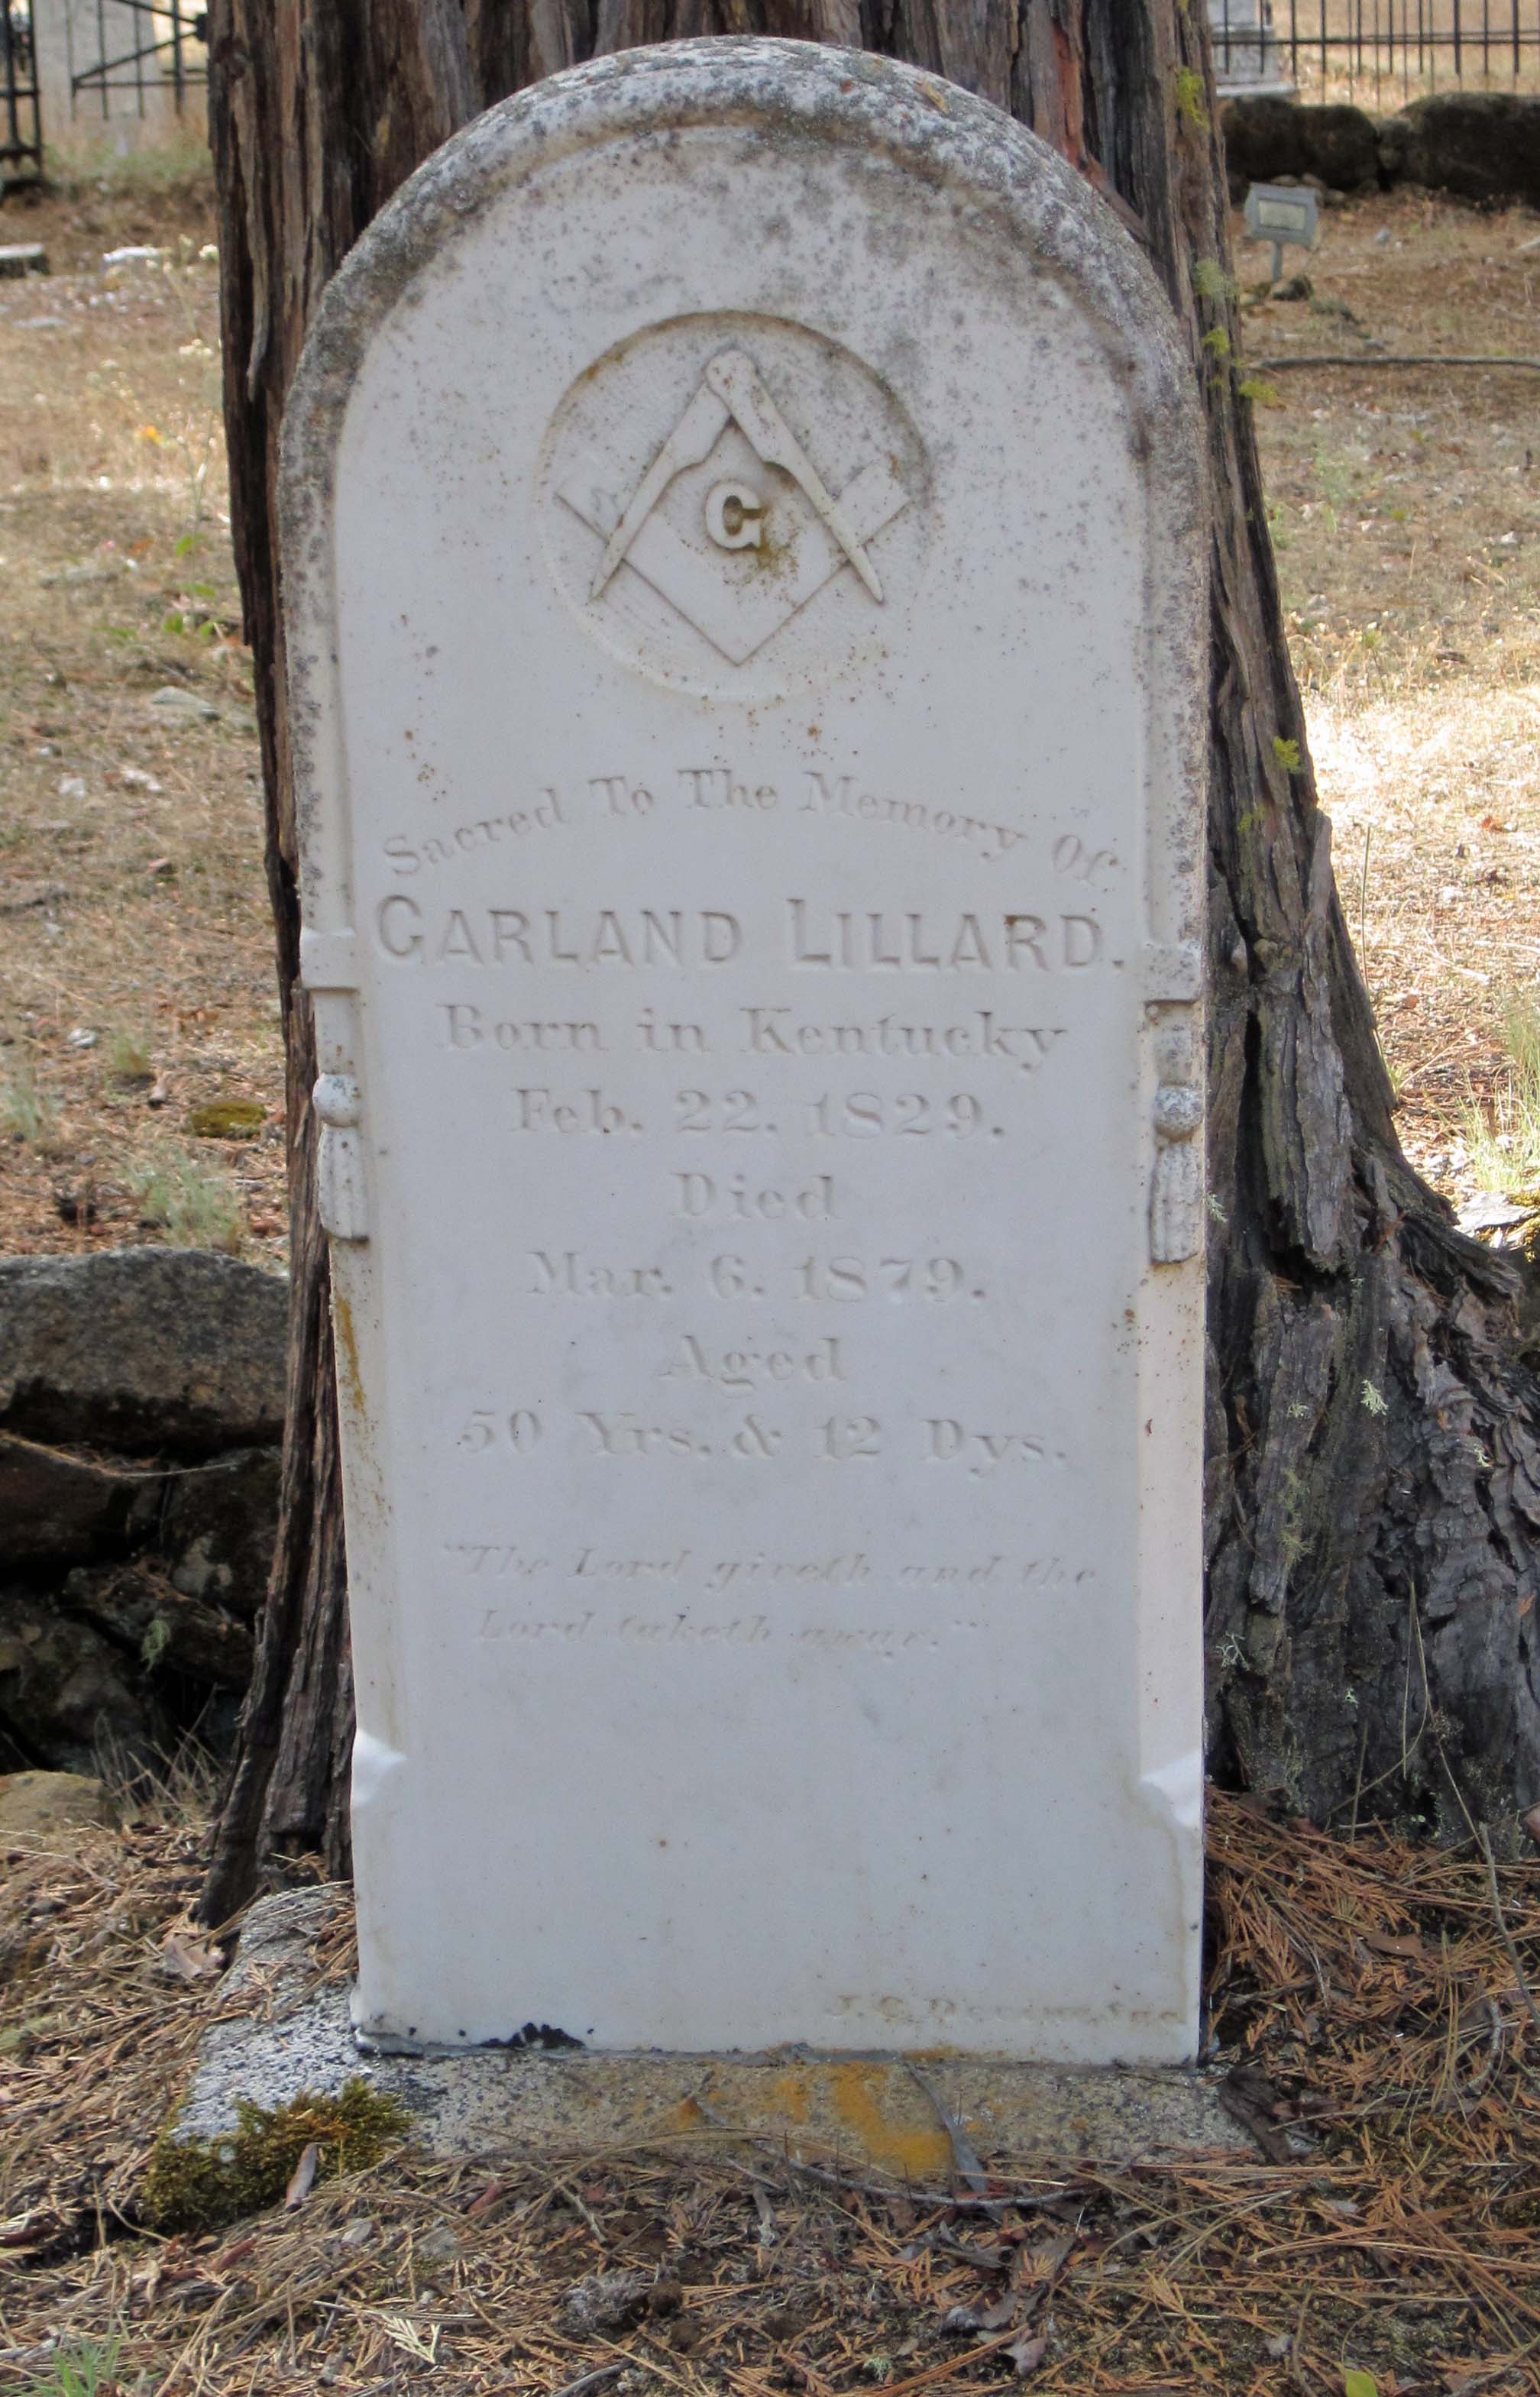 G
Sacred To The Memory Of
GARLAND LILLARD.
Born in Kentucky
Feb. 22. 1829.
Died
Mar. 6. 1879.
Aged
50 Yrs. & 12 Dys.
"The Lord giveth and the
Lord taketh away."
J. C.